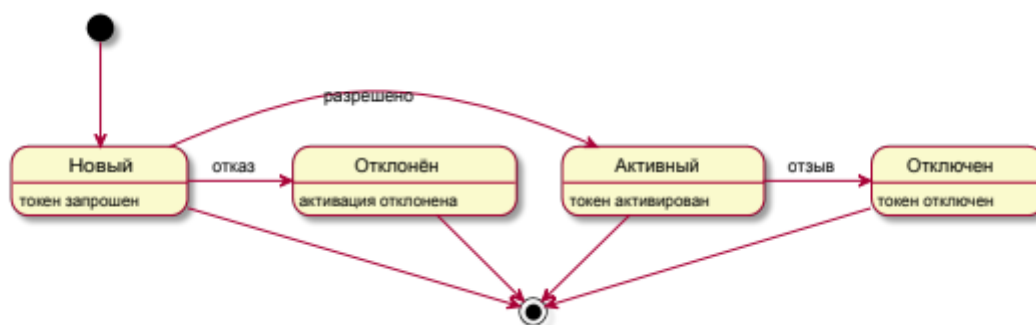 разрешено
Новый
отказ
Отклонён
Активный
отзыв
Отключен
токен запрошен
активация отклонена
токен активирован
токен отключен